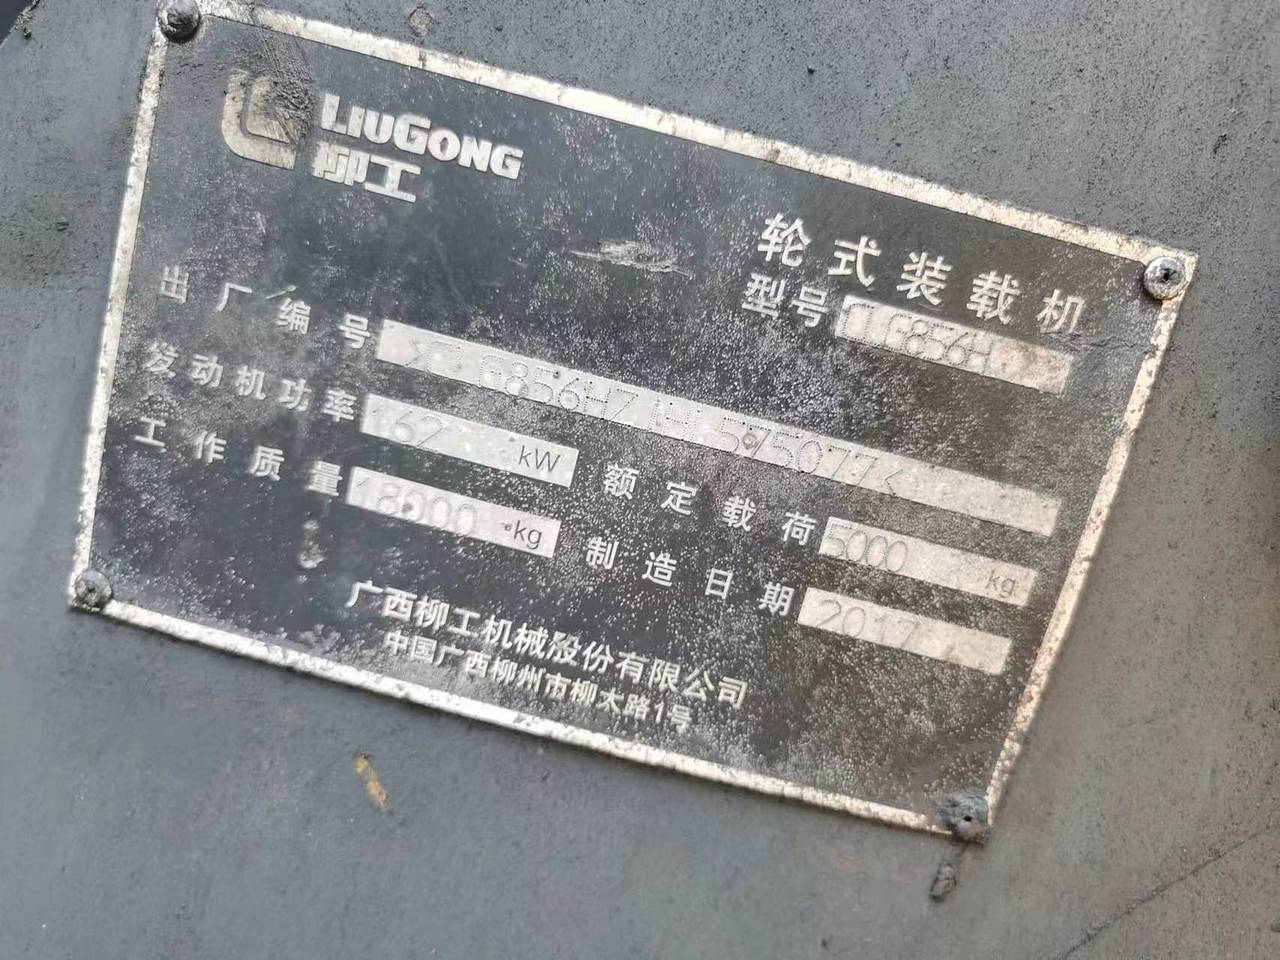 LIUGONG
柳工
轮式装载机
型号 CLG856H
出厂编号 G856HZ 575077<
发动机功率 162 kW
额定载荷 5000 kg
工作质量 18000 kg
制造日期 2017
广西柳工机械股份有限公司
中国广西柳州市柳太路1号